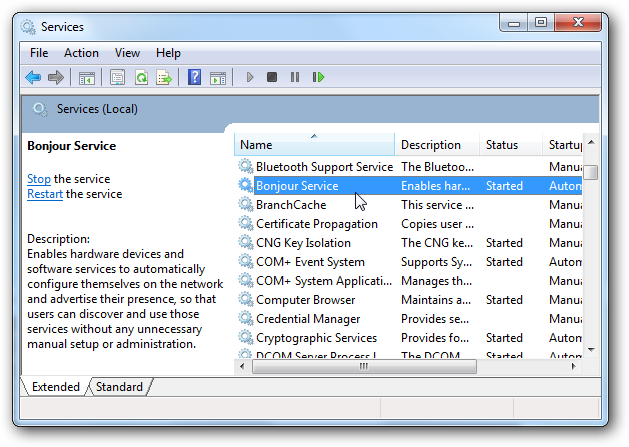 Services
File Action View Help
Services (Local)
Bonjour Service
Stop the service
Restart the service
Description:
Enables hardware devices and
software services to automatically
configure themselves on the network
and advertise their presence, so that
users can discover and use those
services without any unnecessary
manual setup or administration.
Name Description Status Startup
Bluetooth Support Service The Bluetoo... Manua
Bonjour Service Enables har... Started Autom
BranchCache This service ... Manua
Certificate Propagation Copies user ... Manua
CNG Key Isolation The CNG ke... Started Manua
COM+ Event System Supports Sy... Started Autom
COM+ System Applicati... Manages th... Manua
Computer Browser Maintains a... Started Manua
Credential Manager Provides se... Manua
Cryptographic Services Provides fo... Started Autom
DCOM Server Process L The DCOM Started Autom
Extended Standard